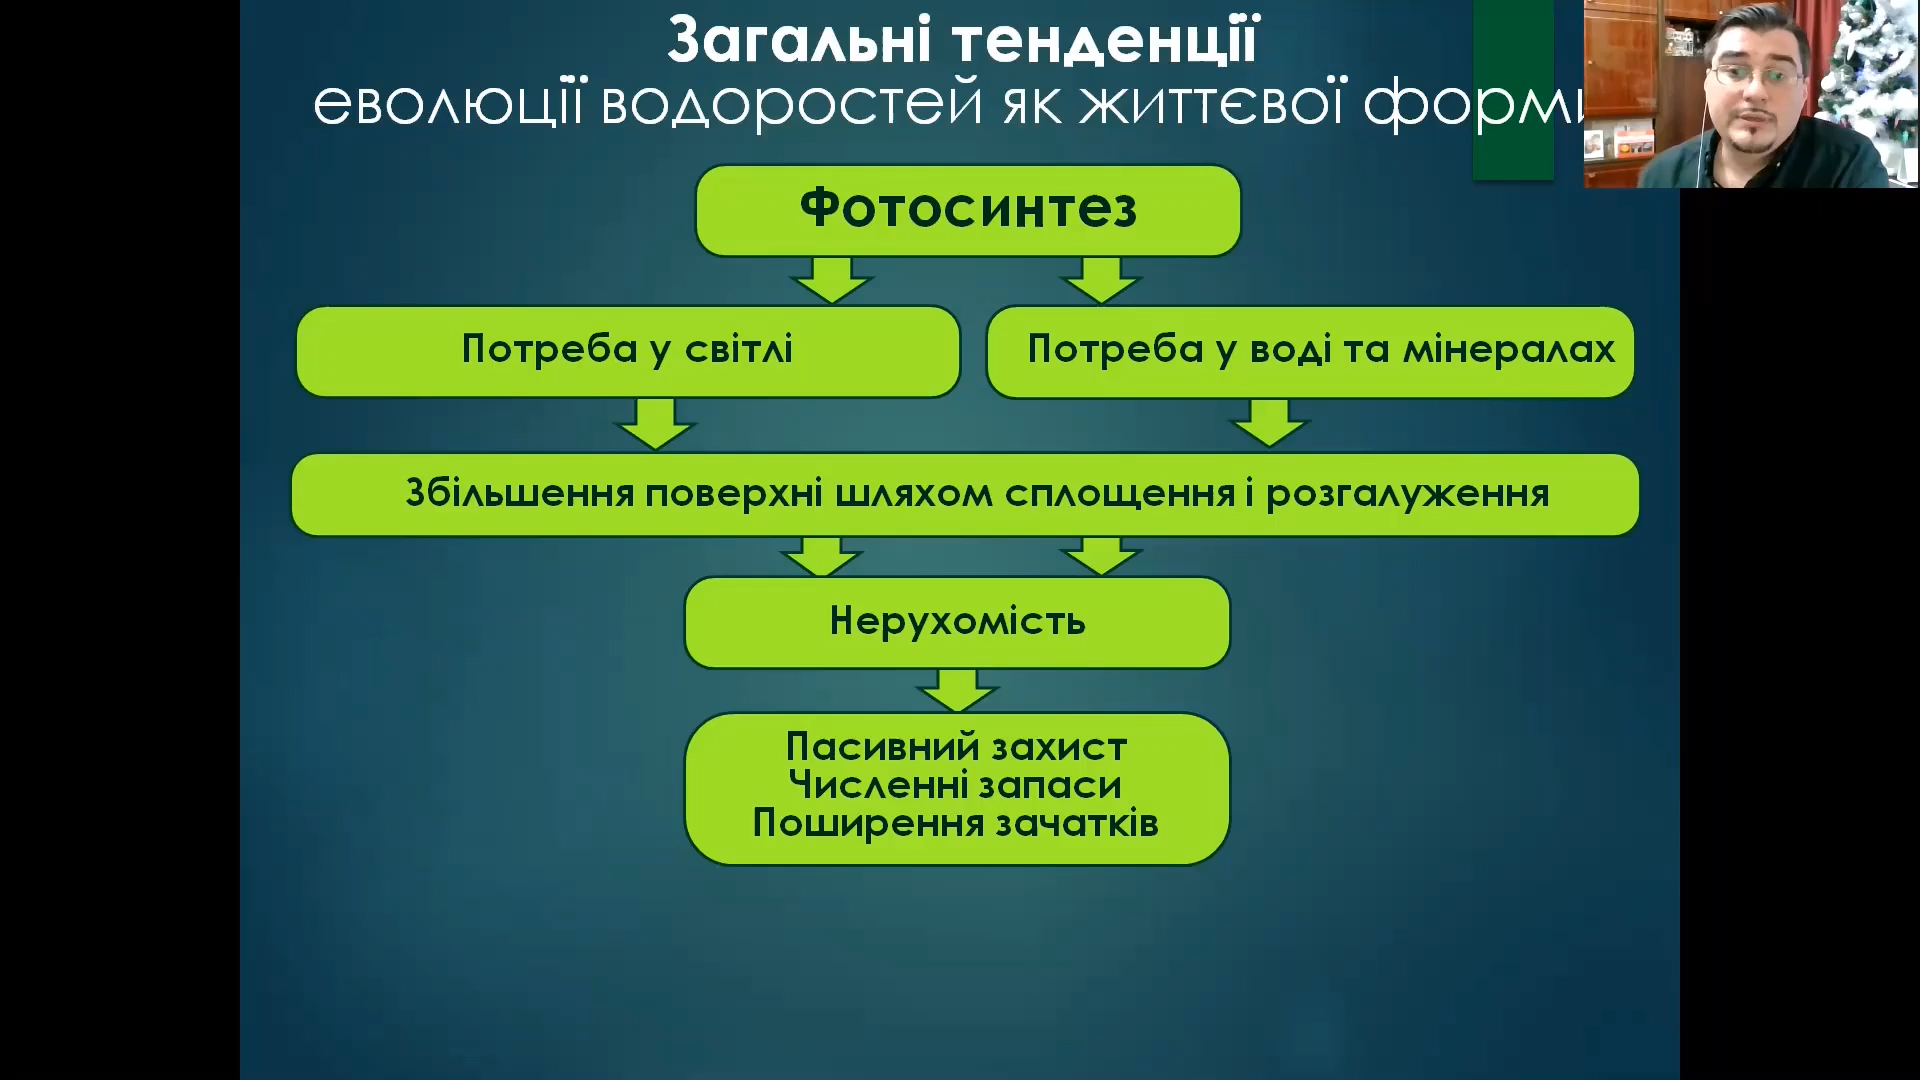 Загальні тенденції
еволюції водоростей як життєвої форми
Фотосинтез
Потреба у світлі
Потреба у воді та мінералах
Збільшення поверхні шляхом сплощення і розгалуження
Нерухомість
Пасивний захист
Численні запаси
Поширення зачатків